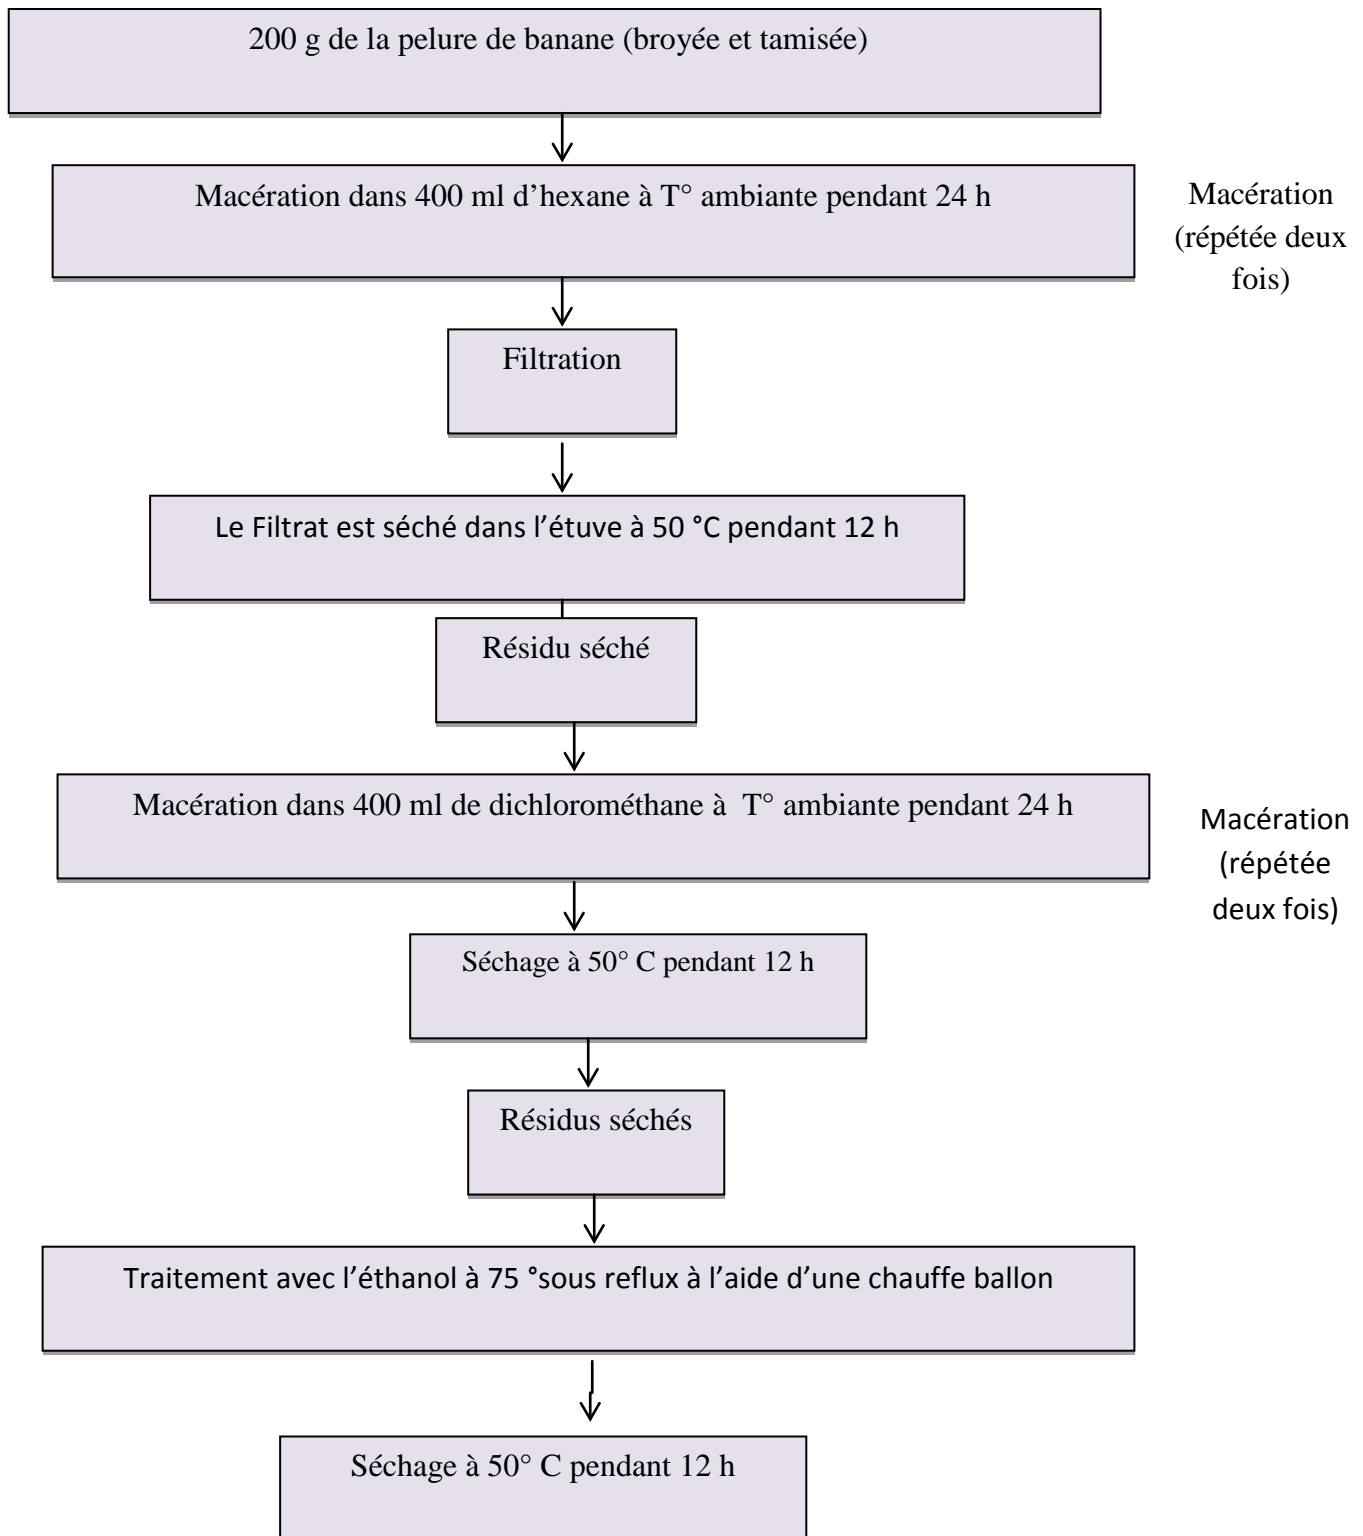 200 g de la pelure de banane (broyée et tamisée)
Macération dans 400 ml d’hexane à T° ambiante pendant 24 h
Macération
(répétée deux
fois)
Filtration
Le Filtrat est séché dans l’étuve à 50 °C pendant 12 h
Résidu séché
Macération dans 400 ml de dichlorométhane à T° ambiante pendant 24 h
Macération
(répétée
deux fois)
Séchage à 50° C pendant 12 h
Résidus séchés
Traitement avec l’éthanol à 75 °sous reflux à l’aide d’une chauffe ballon
Séchage à 50° C pendant 12 h